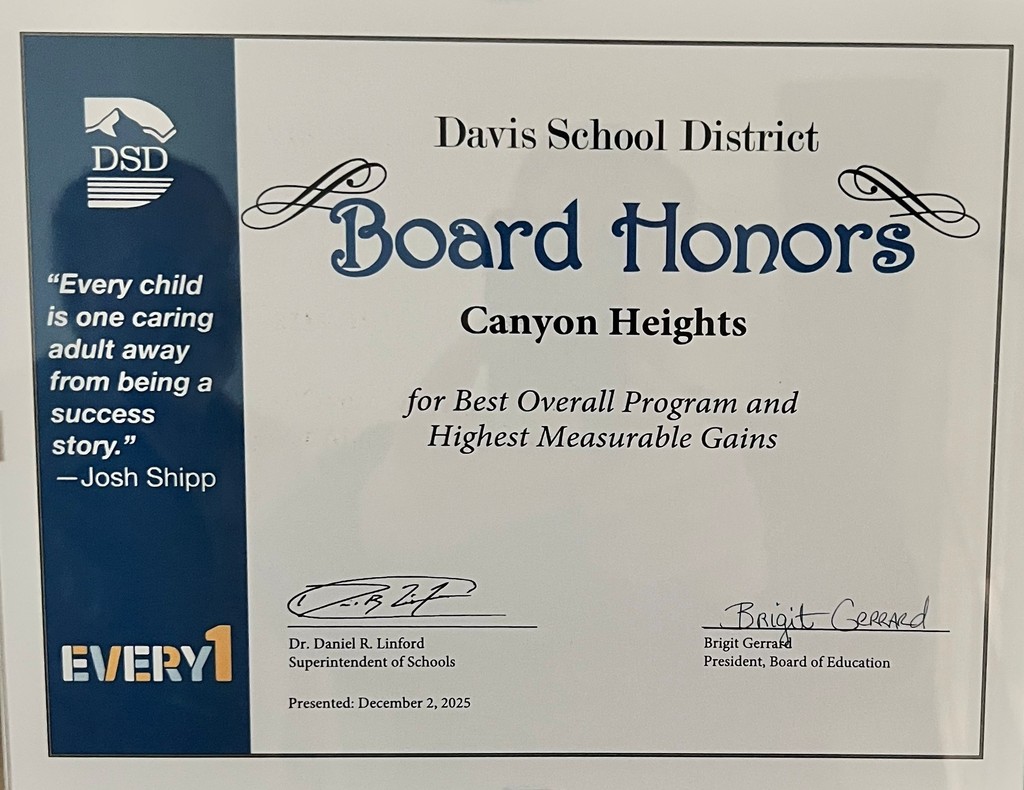 DSD
"Every child
is one caring
adult away
from being a
success
story."
—Josh Shipp
EVERY1
Davis School District
Board Honors
Canyon Heights
for Best Overall Program and
Highest Measurable Gains
Dr. Daniel R. Linford
Superintendent of Schools
Presented: December 2, 2025
Brigit Gerrard
Brigit Gerrard
President, Board of Education